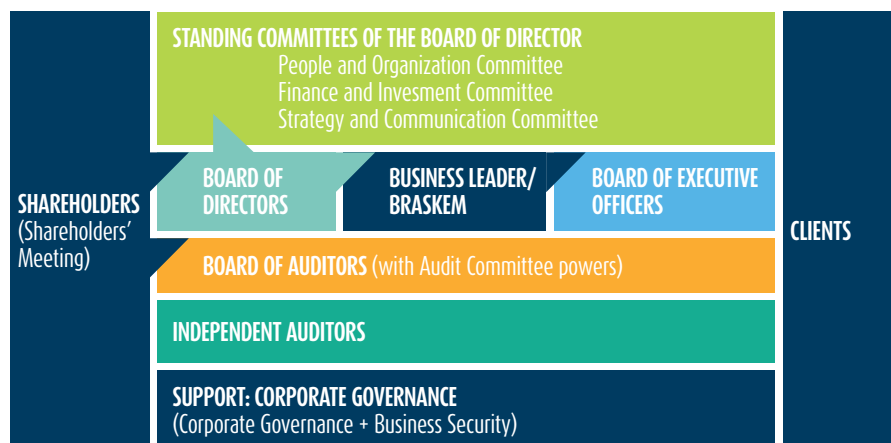 SHAREHOLDERS
(Shareholders'
Meeting)
STANDING COMMITTEES OF THE BOARD OF DIRECTOR
People and Organization Committee
Finance and Invesment Committee
Strategy and Communication Committee
BOARD OF
DIRECTORS
BUSINESS LEADER/
BRASKEM
BOARD OF EXECUTIVE
OFFICERS
BOARD OF AUDITORS (with Audit Committee powers)
INDEPENDENT AUDITORS
SUPPORT: CORPORATE GOVERNANCE
(Corporate Governance + Business Security)
CLIENTS